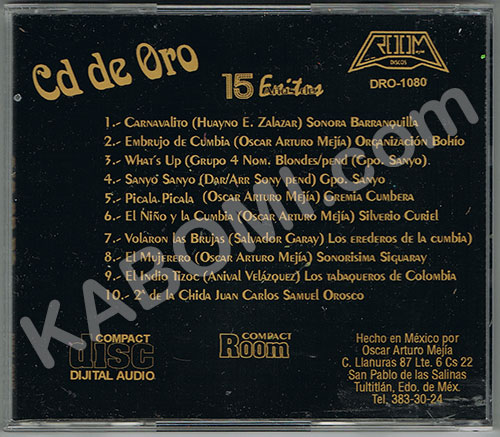 Cd de Oro
15 Éxitos
ROOM
DISCOS
DRO-1080
1.- Carnavalito (Huayno E. Zalazar) Sonora Barranquilla
2.- Embrujo de Cumbia (Oscar Arturo Mejía) Organización Bohío
3.- What's Up (Grupo 4 Nom. Blondes/pend (Gpo. Sanyo)
4.- Sanyo Sanyo (Dar/Arr Sony pend) Gpo. Sanyo
5.- Picala Picala (Oscar Arturo Mejía) Gremia Cumbera
6.- El Niño y la Cumbia (Oscar Arturo Mejía) Silverio Curiel
7.- Volaron las Brujas (Salvador Garay) Los erederos de la cumbia)
8.- El Mujerero (Oscar Arturo Mejía) Sonorisima Siguaray
9.- El Indio Tizoc (Anival Velázquez) Los tabaqueros de Colombia
10.- 2ª de la Chida Juan Carlos Samuel Orosco
COMPACT
disc
DIGITAL AUDIO
COMPACT
Room
Hecho en México por
Oscar Arturo Mejía
C. Llanuras 87 Lte. 6 Cs 22
San Pablo de las Salinas
Tultitlán, Edo. de Méx.
Tel. 383-30-24
KABOMI.com